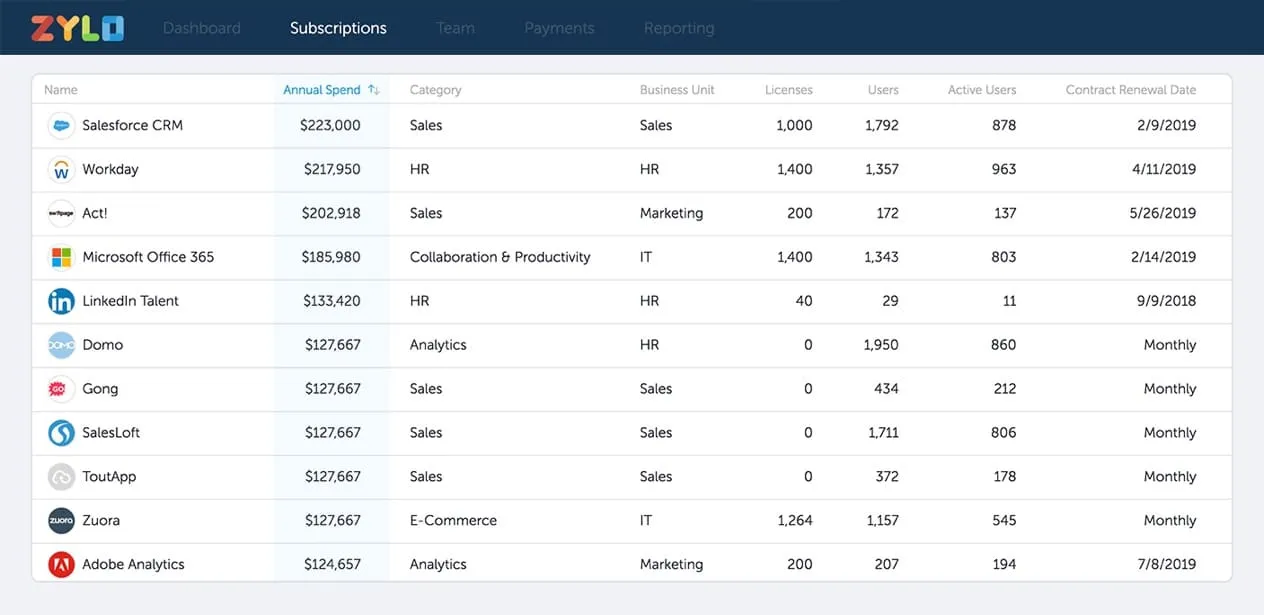 ZYLO Dashboard Subscriptions Team Payments Reporting
Name Annual Spend Category Business Unit Licenses Users Active Users Contract Renewal Date
Salesforce CRM $223,000 Sales Sales 1,000 1,792 878 2/9/2019
W Workday $217,950 HR HR 1,400 1,357 963 4/11/2019
swiftpage Act! $202,918 Sales Marketing 200 172 137 5/26/2019
Microsoft Office 365 $185,980 Collaboration & Productivity IT 1,400 1,343 803 2/14/2019
in LinkedIn Talent $133,420 HR HR 40 29 11 9/9/2018
DOMO Domo $127,667 Analytics HR 0 1,950 860 Monthly
GO Gong $127,667 Sales Sales 0 434 212 Monthly
SalesLoft $127,667 Sales Sales 0 1,711 806 Monthly
ToutApp $127,667 Sales Sales 0 372 178 Monthly
zuora Zuora $127,667 E-Commerce IT 1,264 1,157 545 Monthly
Adobe Analytics $124,657 Analytics Marketing 200 207 194 7/8/2019